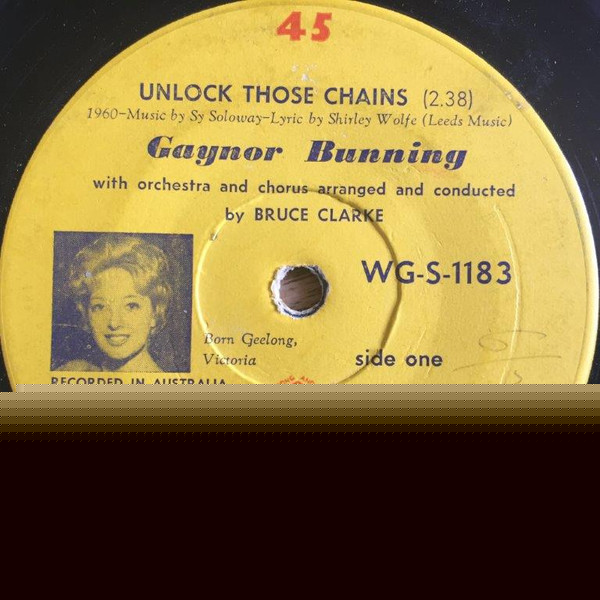 45
UNLOCK THOSE CHAINS (2.38)
1960-Music by Sy Soloway-Lyric by Shirley Wolfe (Leeds Music)
Gaynor Bunning
with orchestra and chorus arranged and conducted
by BRUCE CLARKE
WG-S-1183
Born Geelong,
Victoria
side one
RECORDED IN AUSTRALIA